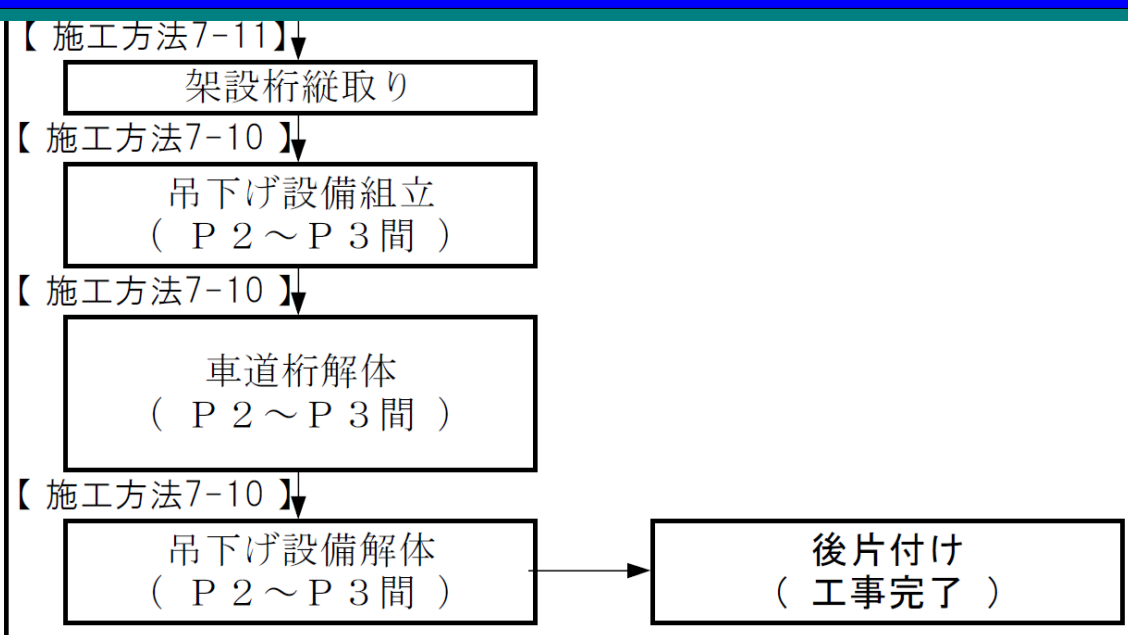 【 施工方法7-11】
架設桁縦取り
【 施工方法7-10 】
吊下げ設備組立
（ Ｐ２～Ｐ３間 ）
【 施工方法7-10 】
車道桁解体
（ Ｐ２～Ｐ３間 ）
【 施工方法7-10 】
吊下げ設備解体
（ Ｐ２～Ｐ３間 ）
後片付け
（ 工事完了 ）